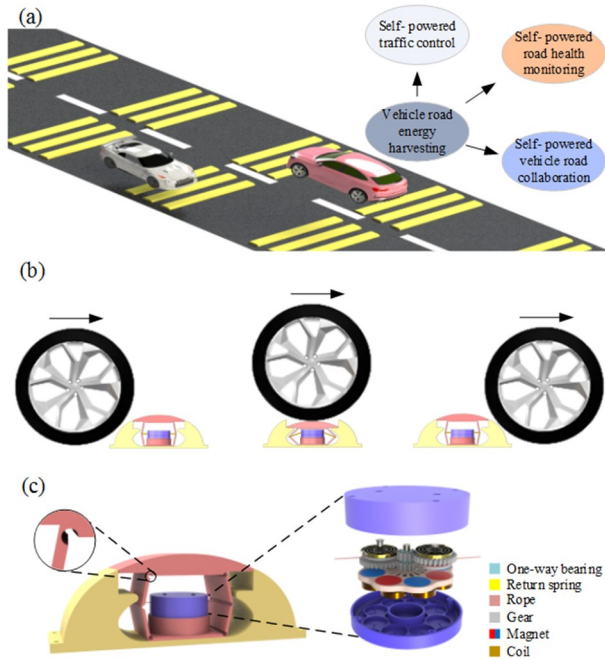 (a)
Self- powered
traffic control
Self- powered
road health
monitoring
Vehicle road
energy
harvesting
Self-powered
vehicle road
collaboration
(b)
(c)
One-way bearing
Return spring
Rope
Gear
Magnet
Coil